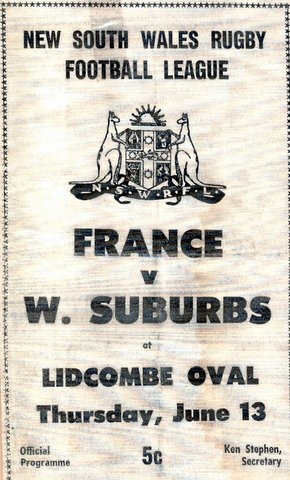 NEW SOUTH WALES RUGBY
FOOTBALL LEAGUE
N.S.W.R.F.L.
FRANCE
v
W. SUBURBS
at
LIDCOMBE OVAL
Thursday, June 13
Official
Programme
5c
Ken Stephen,
Secretary